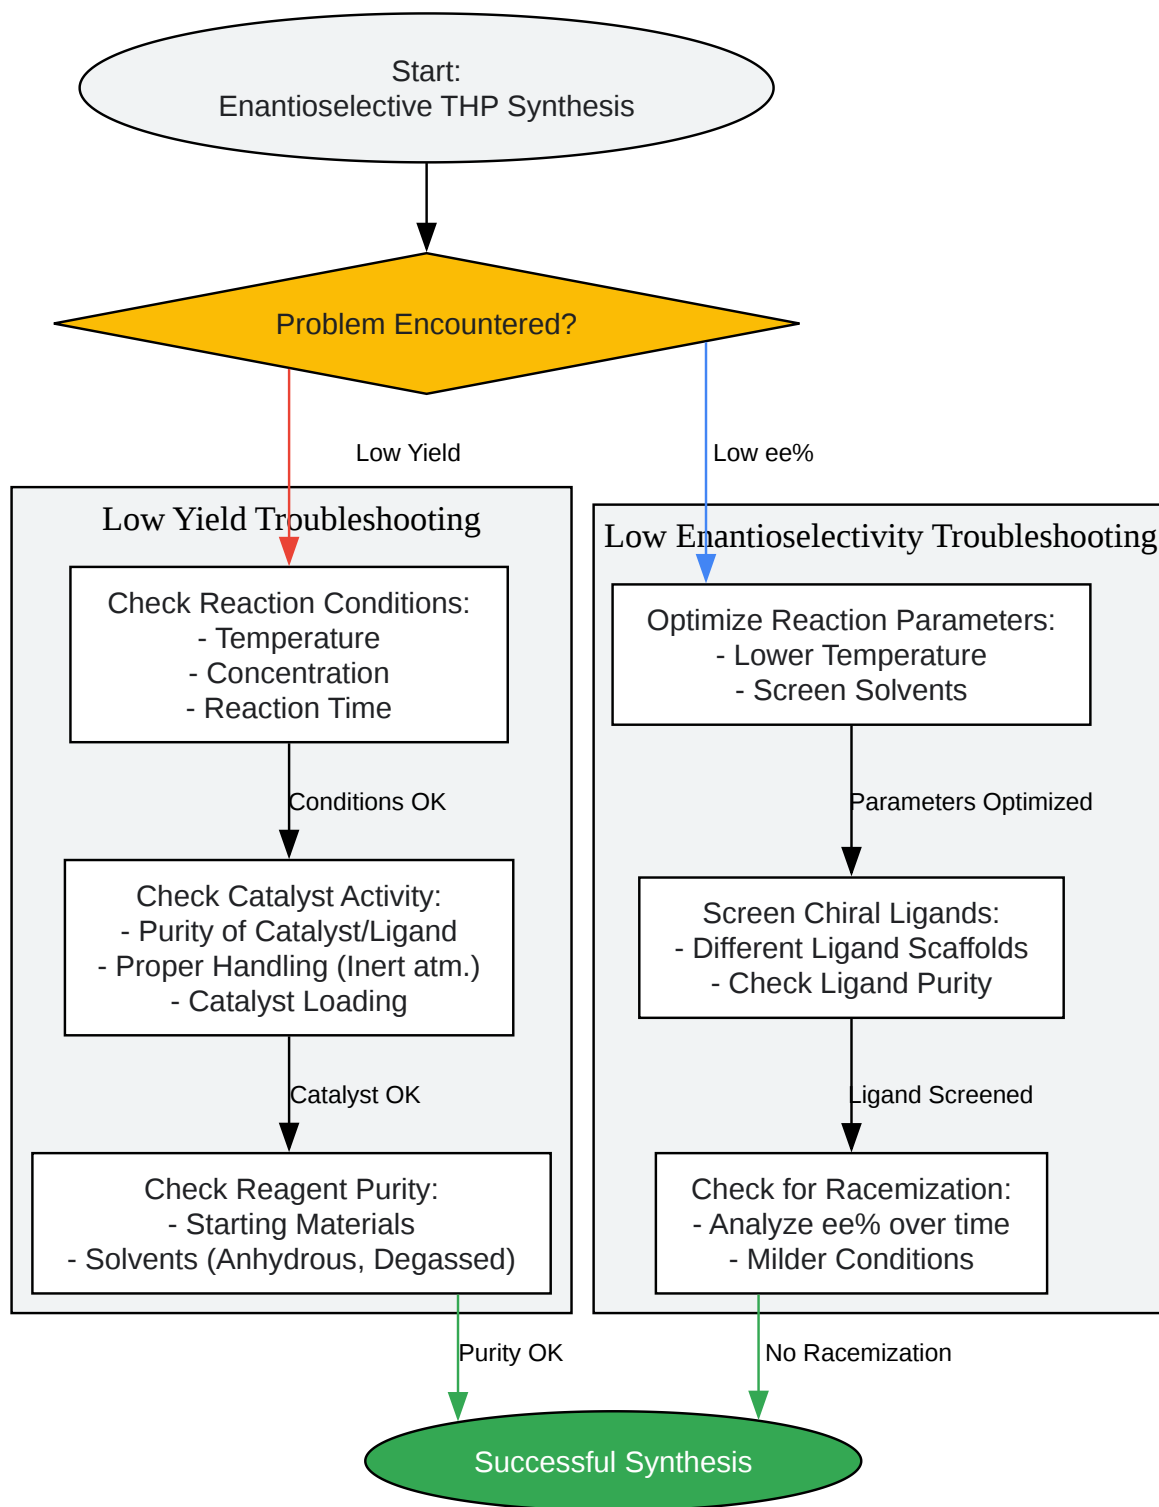 Start:
Enantioselective THP Synthesis
Problem Encountered?
Low Yield
Low ee%
Low Yield Troubleshooting
Check Reaction Conditions:
- Temperature
- Concentration
- Reaction Time
Conditions OK
Check Catalyst Activity:
- Purity of Catalyst/Ligand
- Proper Handling (Inert atm.)
- Catalyst Loading
Catalyst OK
Check Reagent Purity:
- Starting Materials
- Solvents (Anhydrous, Degassed)
Purity OK
Low Enantioselectivity Troubleshooting
Optimize Reaction Parameters:
- Lower Temperature
- Screen Solvents
Parameters Optimized
Screen Chiral Ligands:
- Different Ligand Scaffolds
- Check Ligand Purity
Ligand Screened
Check for Racemization:
- Analyze ee% over time
- Milder Conditions
No Racemization
Successful Synthesis